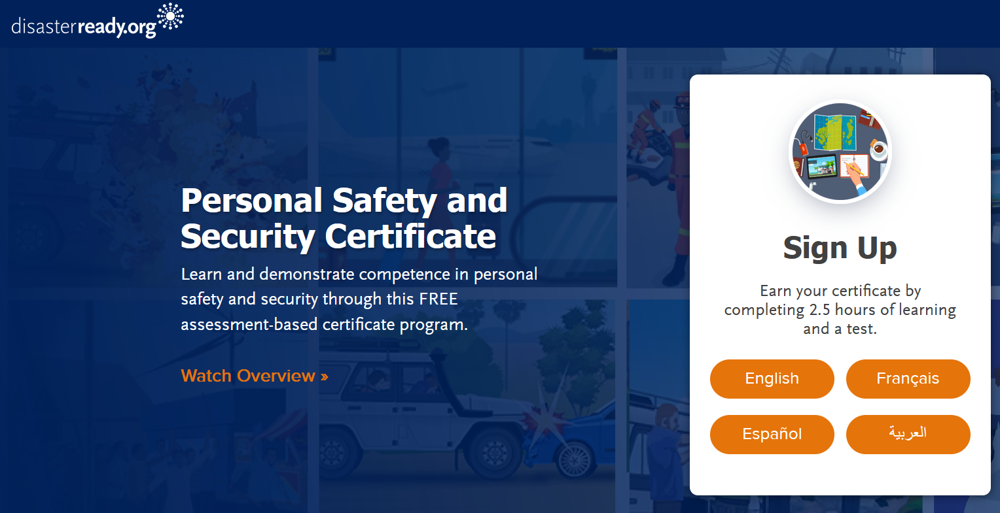 disasterready.org
Personal Safety and
Security Certificate
Learn and demonstrate competence in personal
safety and security through this FREE
assessment-based certificate program.
Watch Overview »
Sign Up
Earn your certificate by
completing 2.5 hours of learning
and a test.
English
Français
Español
العربية